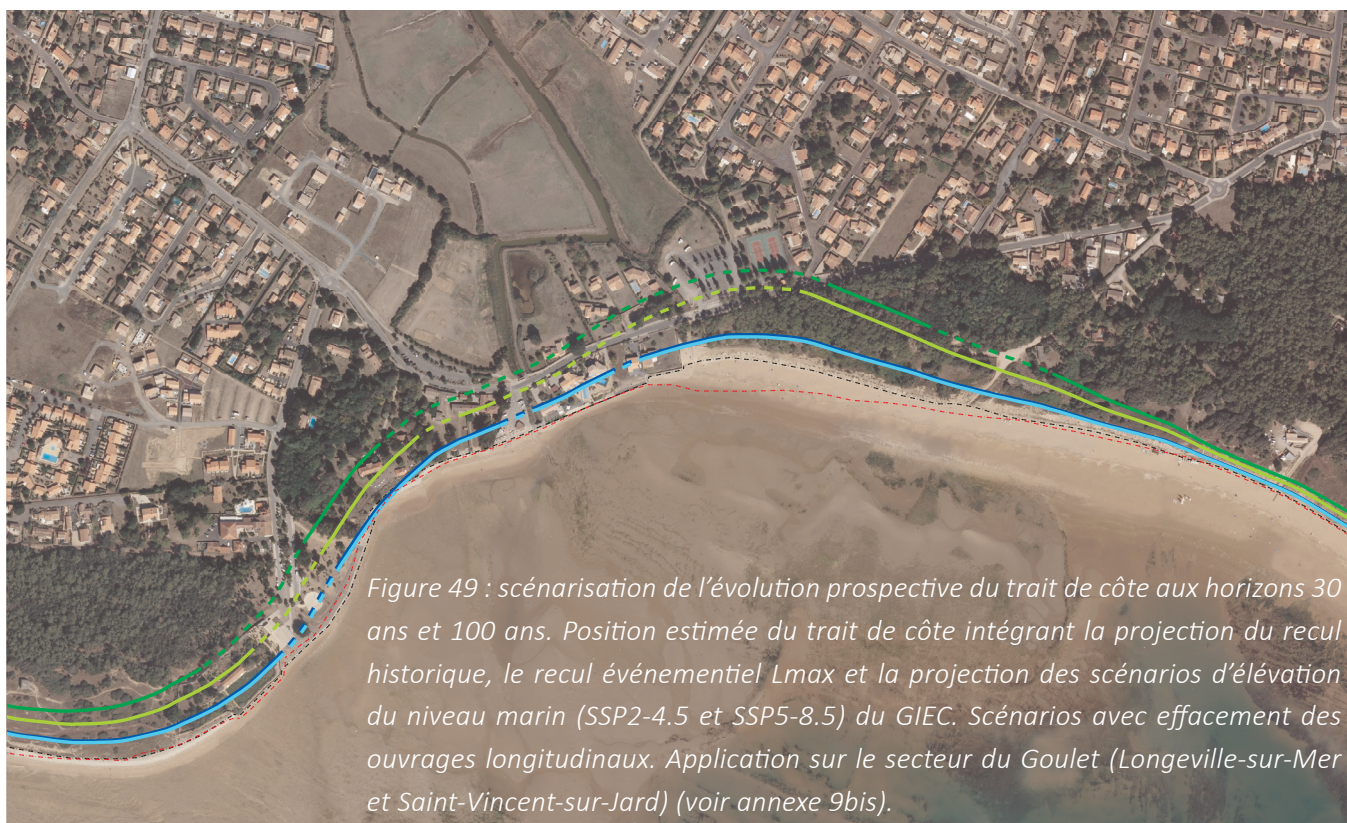 Figure 49 : scénarisation de l’évolution prospective du trait de côte aux horizons 30
ans et 100 ans. Position estimée du trait de côte intégrant la projection du recul
historique, le recul événementiel Lmax et la projection des scénarios d’élévation
du niveau marin (SSP2-4.5 et SSP5-8.5) du GIEC. Scénarios avec effacement des
ouvrages longitudinaux. Application sur le secteur du Goulet (Longeville-sur-Mer
et Saint-Vincent-sur-Jard) (voir annexe 9bis).